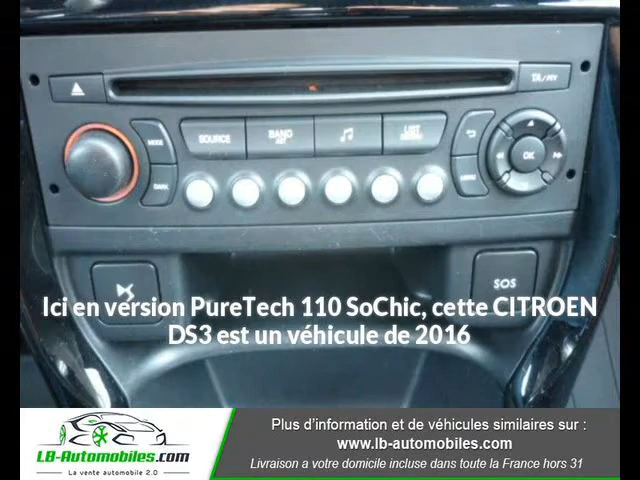 TA/PTY
MODE
SOURCE
BAND
LIST
DARK
OK
MENU
SOS
Ici en version PureTech 110 SoChic, cette CITROEN
DS3 est un véhicule de 2016
LB-Automobiles.com
La vente automobile 2.0
Plus d'information et de véhicules similaires sur :
www.lb-automobiles.com
Livraison a votre domicile incluse dans toute la France hors 31